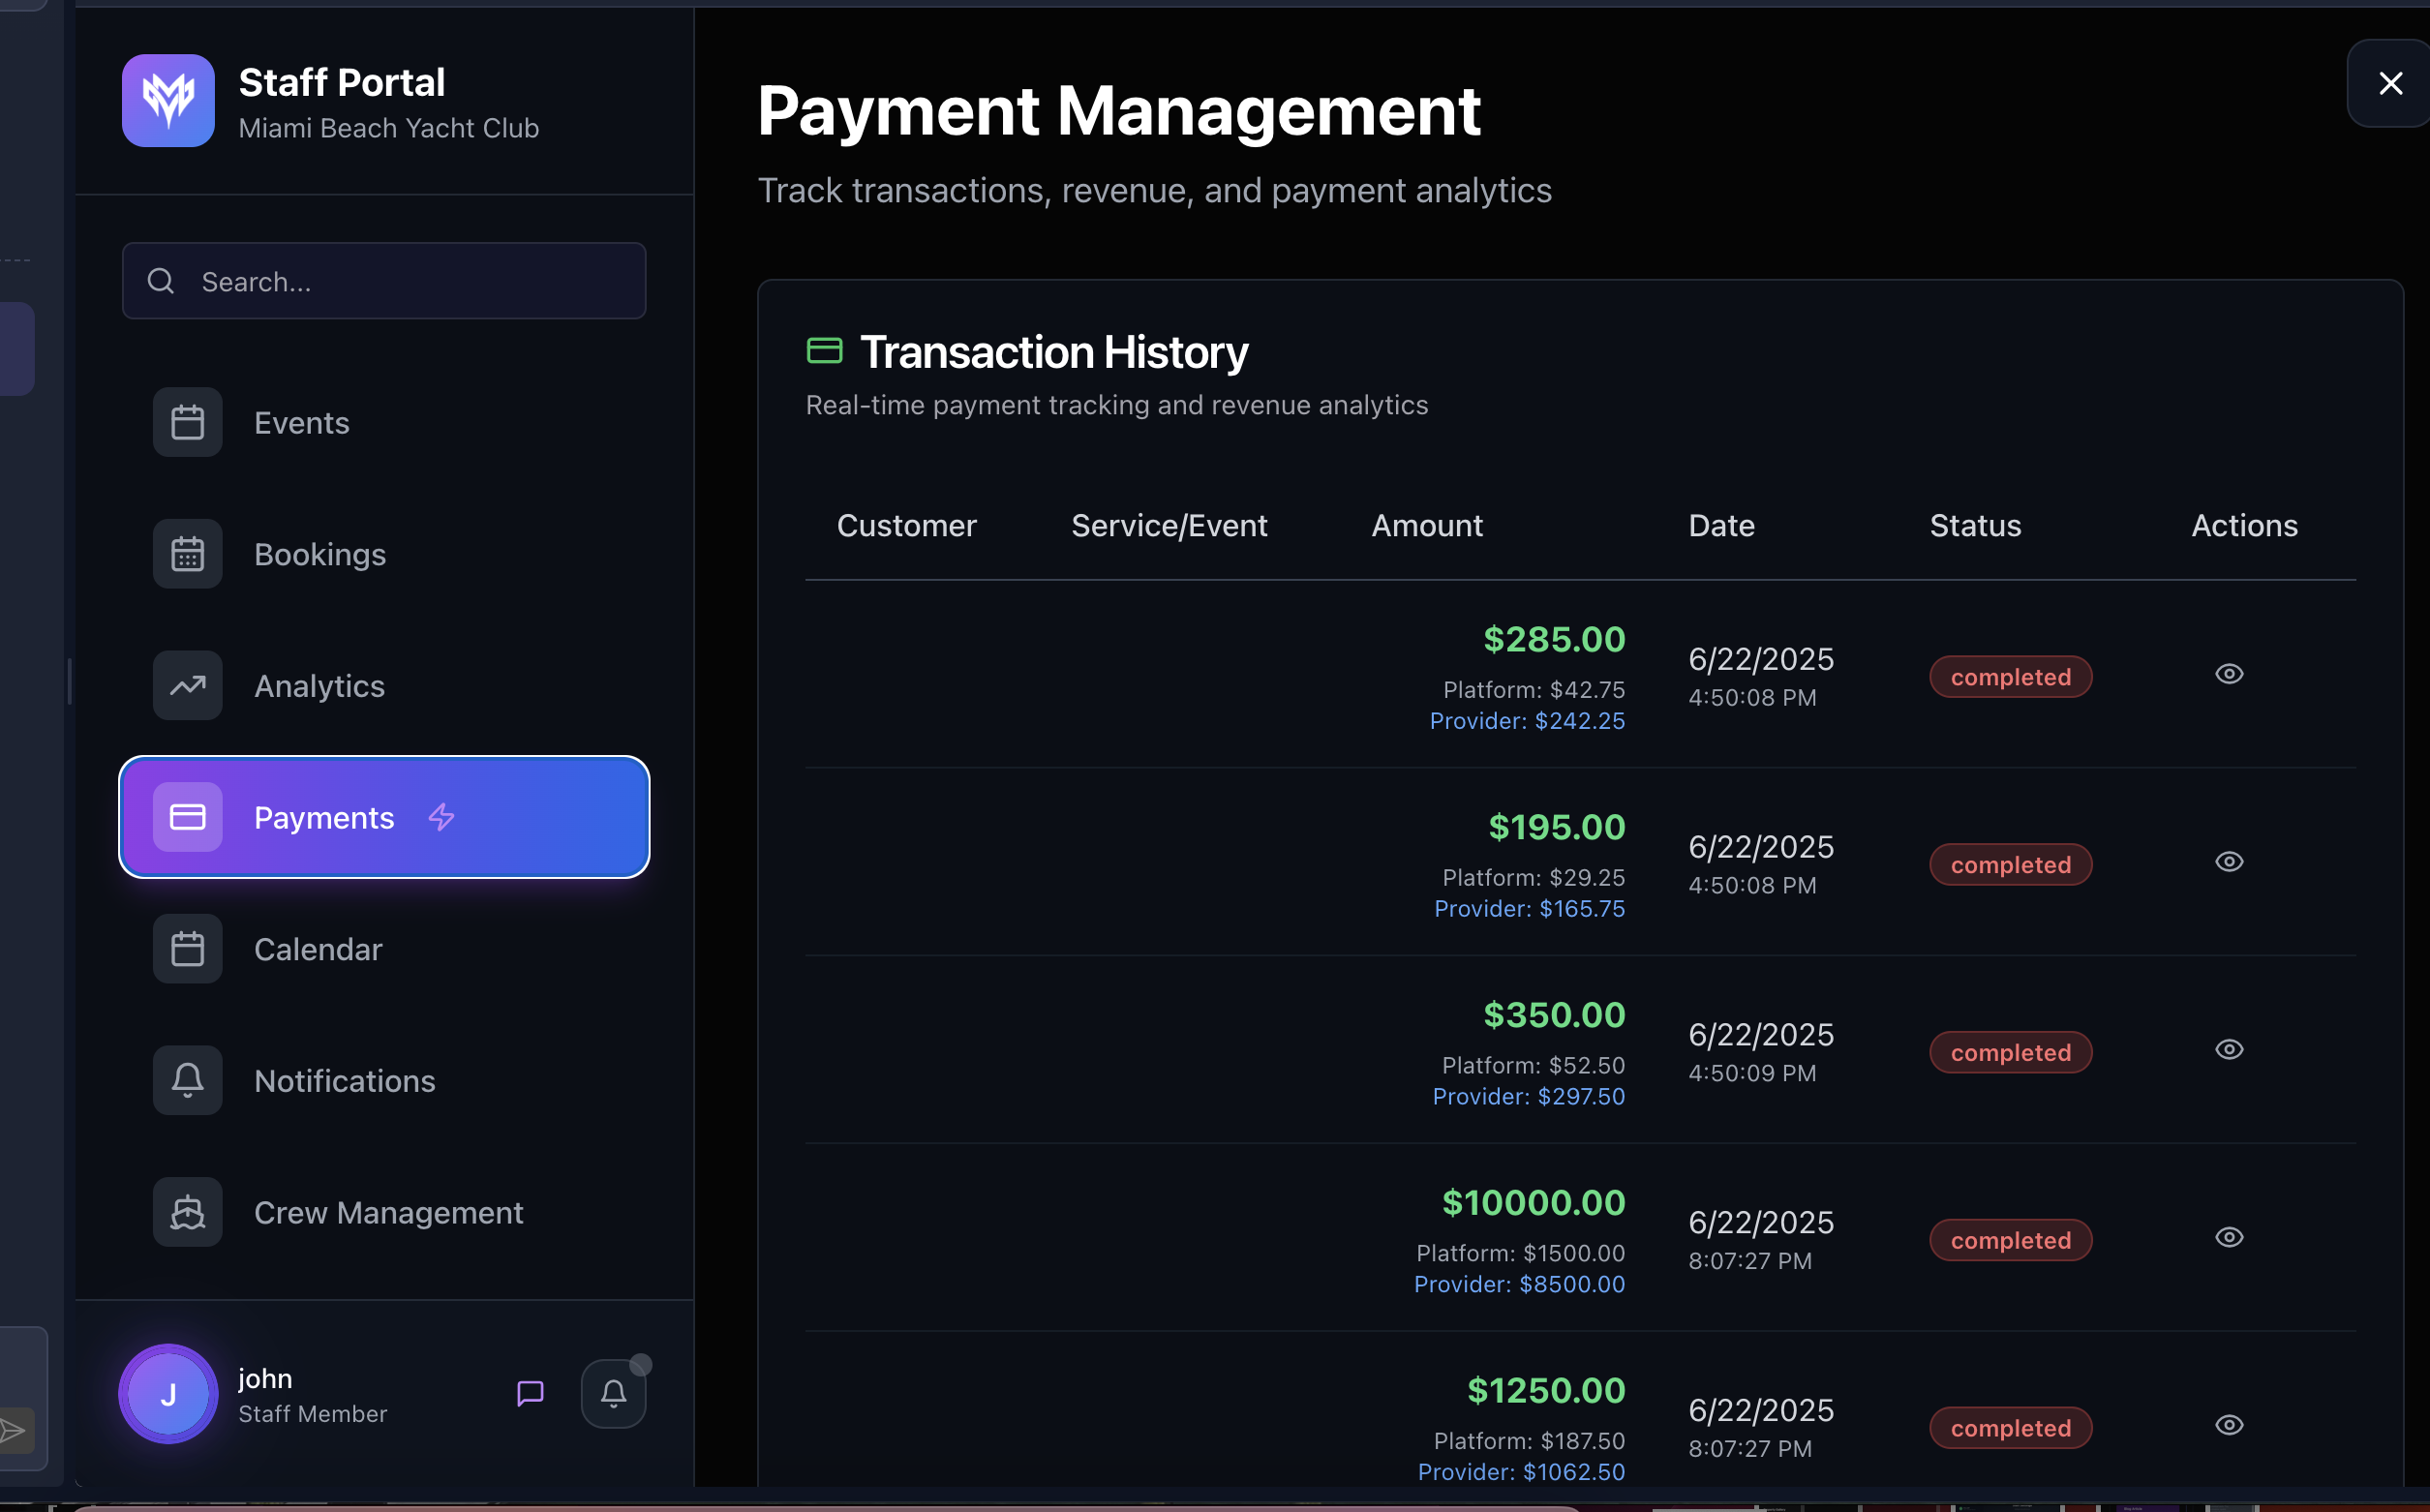 Staff Portal
Miami Beach Yacht Club
Search...
Events
Bookings
Analytics
Payments
Calendar
Notifications
Crew Management
J
john
Staff Member
Payment Management
Track transactions, revenue, and payment analytics
Transaction History
Real-time payment tracking and revenue analytics
Customer Service/Event Amount Date Status Actions
$285.00
Platform: $42.75
Provider: $242.25
6/22/2025
4:50:08 PM
completed
$195.00
Platform: $29.25
Provider: $165.75
6/22/2025
4:50:08 PM
completed
$350.00
Platform: $52.50
Provider: $297.50
6/22/2025
4:50:09 PM
completed
$10000.00
Platform: $1500.00
Provider: $8500.00
6/22/2025
8:07:27 PM
completed
$1250.00
Platform: $187.50
Provider: $1062.50
6/22/2025
8:07:27 PM
completed